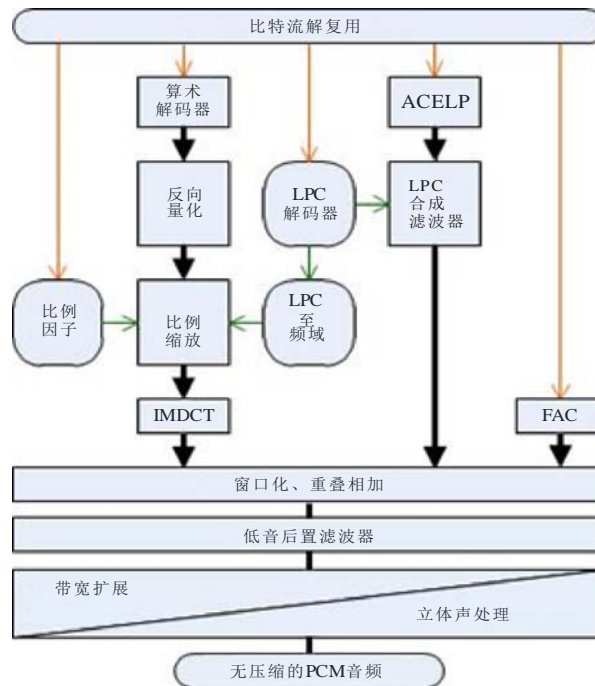 比特流解复用
算术
解码器
ACELP
反向
量化
LPC
解码器
LPC
合成
滤波器
比例
因子
比例
缩放
LPC
至
频域
IMDCT
FAC
窗口化、重叠相加
低音后置滤波器
带宽扩展
立体声处理
无压缩的PCM音频